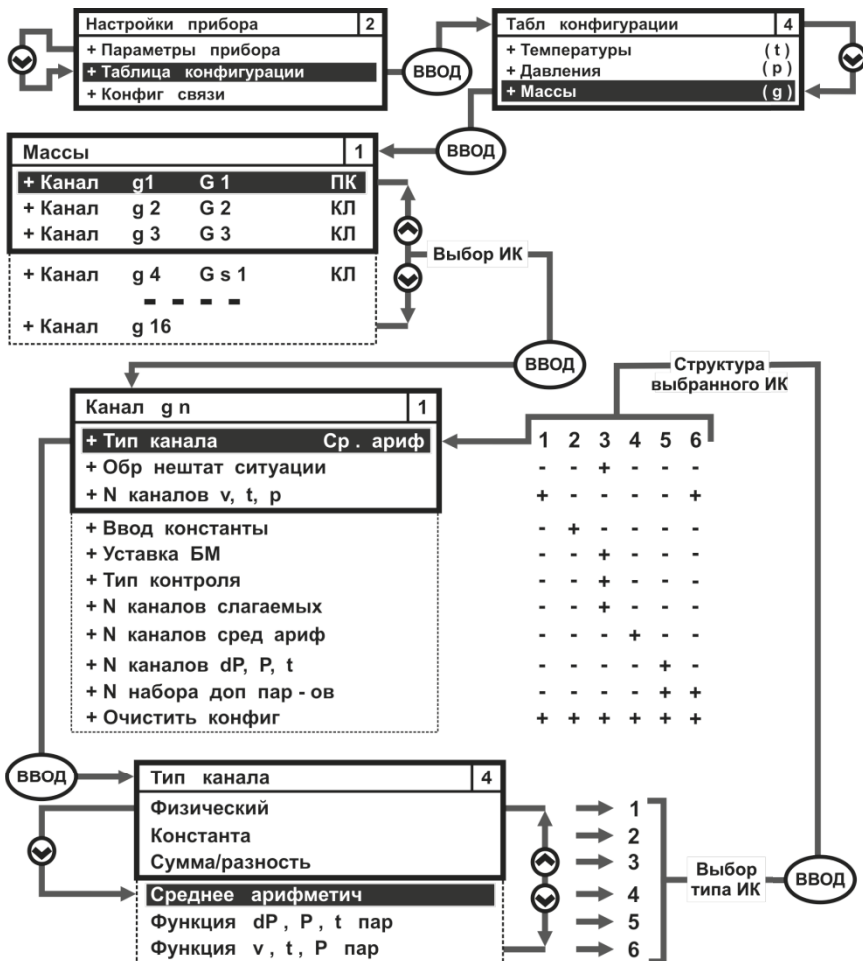 Настройки прибора 2
+ Параметры прибора
+ Таблица конфигурации
+ Конфиг связи
ВВОД
Табл конфигурации 4
+ Температуры (t)
+ Давления (p)
+ Массы (g)
ВВОД
Массы 1
+ Канал g1 G 1 ПК
+ Канал g 2 G 2 КЛ
+ Канал g 3 G 3 КЛ
+ Канал g 4 G s 1 КЛ
- - - -
+ Канал g 16
Выбор ИК
ВВОД
Структура
выбранного ИК
Канал g n 1
+ Тип канала Ср. ариф 1 2 3 4 5 6
+ Обр нештат ситуации - - + - - -
+ N каналов v, t, p + - - - - +
+ Ввод константы - + - - - -
+ Уставка БМ - - + - - -
+ Тип контроля - - + - - -
+ N каналов слагаемых - - + - - -
+ N каналов сред ариф - - - + - -
+ N каналов dP, P, t - - - - + -
+ N набора доп пар - ов - - - - + +
+ Очистить конфиг + + + + + +
ВВОД
Тип канала 4
Физический 1
Константа 2
Сумма/разность 3
Среднее арифметич 4
Функция dP, P, t пар 5
Функция v, t, P пар 6
Выбор
типа ИК
ВВОД